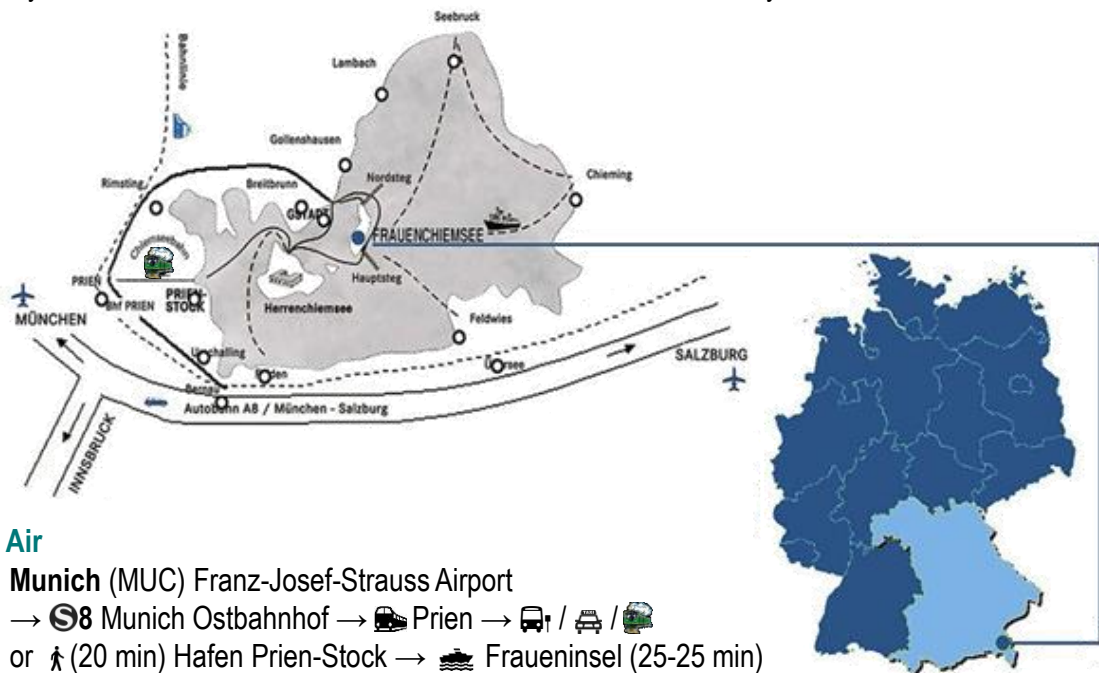 Seebruck
Bahnlinie
Lambach
Gollenshausen
Nordsteg
Rimsting
Breitbrunn
Chieming
GSTADT
FRAUENCHIEMSEE
Chiemseebahn
Hauptsteg
PRIEN
Bhf PRIEN
PRIEN-
STOCK
Herrenchiemsee
MÜNCHEN
Feldwies
Urschalling
SALZBURG
Bernau
Autobahn A8 / München - Salzburg
INNSBRUCK
Air
Munich (MUC) Franz-Josef-Strauss Airport
→ S8 Munich Ostbahnhof → Prien → / /
or (20 min) Hafen Prien-Stock → Fraueninsel (25-25 min)